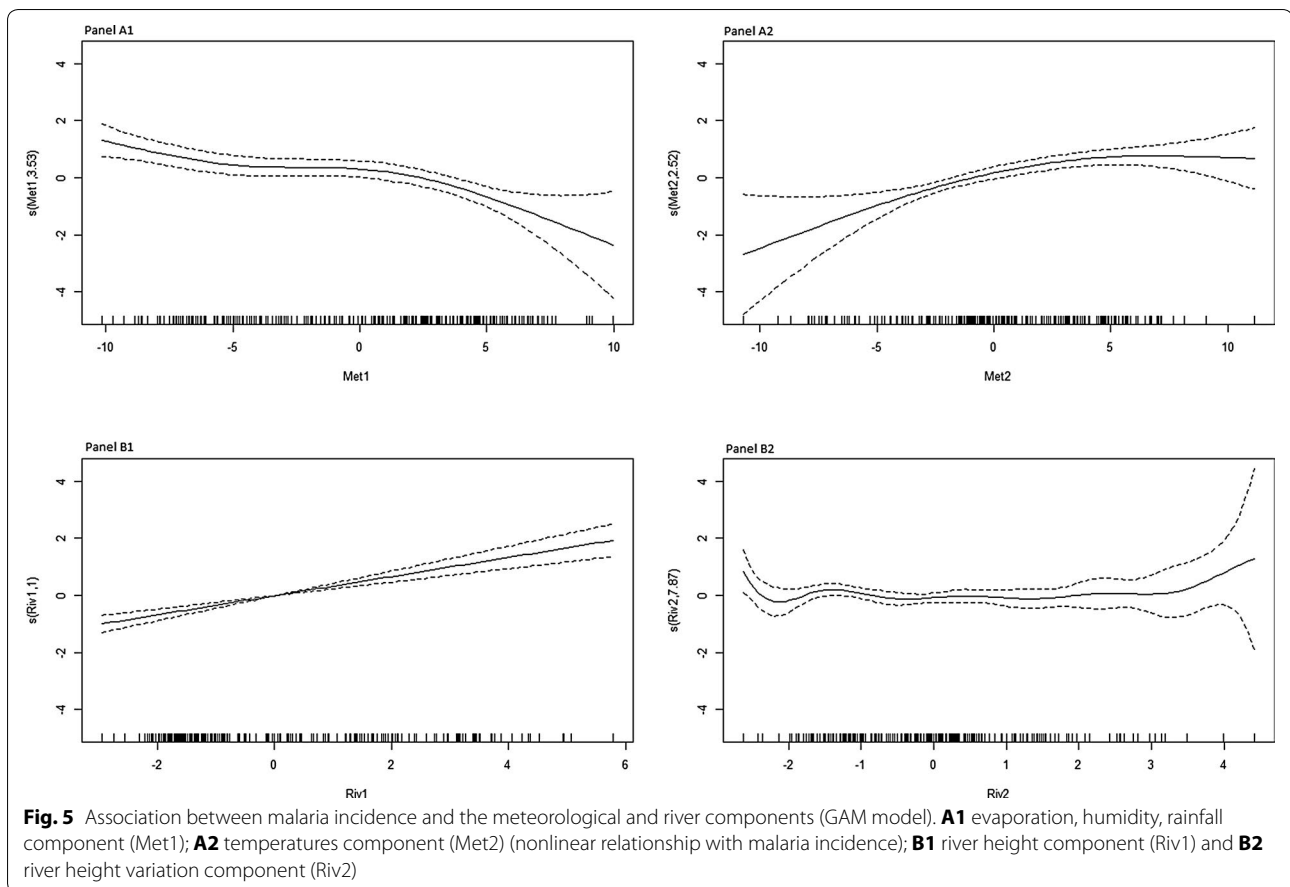 Panel A1
4
2
0
-2
-4
s(Met1,3.53)
-10 -5 0 5 10
Met1
Panel A2
4
2
0
-2
-4
s(Met2,2.52)
-10 -5 0 5 10
Met2
Panel B1
4
2
0
-2
-4
s(Riv1,1)
-2 0 2 4 6
Riv1
Panel B2
4
2
0
-2
-4
s(Riv2,7.87)
-2 -1 0 1 2 3 4
Riv2
Fig. 5 Association between malaria incidence and the meteorological and river components (GAM model). A1 evaporation, humidity, rainfall
component (Met1); A2 temperatures component (Met2) (nonlinear relationship with malaria incidence); B1 river height component (Riv1) and B2
river height variation component (Riv2)